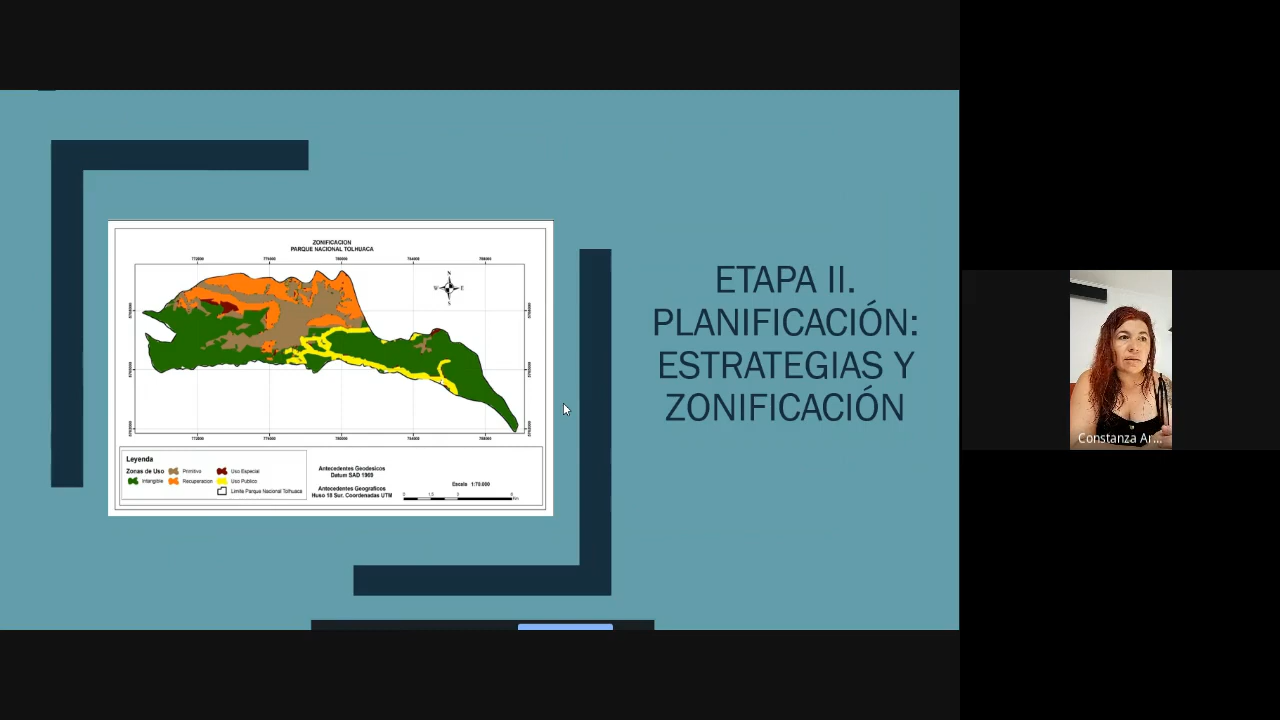 ZONIFICACION
PARQUE NACIONAL TOLHUACA
N
W
E
S
Leyenda
Zonas de Uso
Primitivo
Uso Especial
Intangible
Recuperacion
Uso Publico
Limite Parque Nacional Tolhuaca
Antecedentes Geodesicos
Datum SAD 1969
Antecedentes Geograficos
Huso 18 Sur. Coordenadas UTM
Escala 1:70.000
ETAPA II.
PLANIFICACIÓN:
ESTRATEGIAS Y
ZONIFICACIÓN
Constanza Ar...